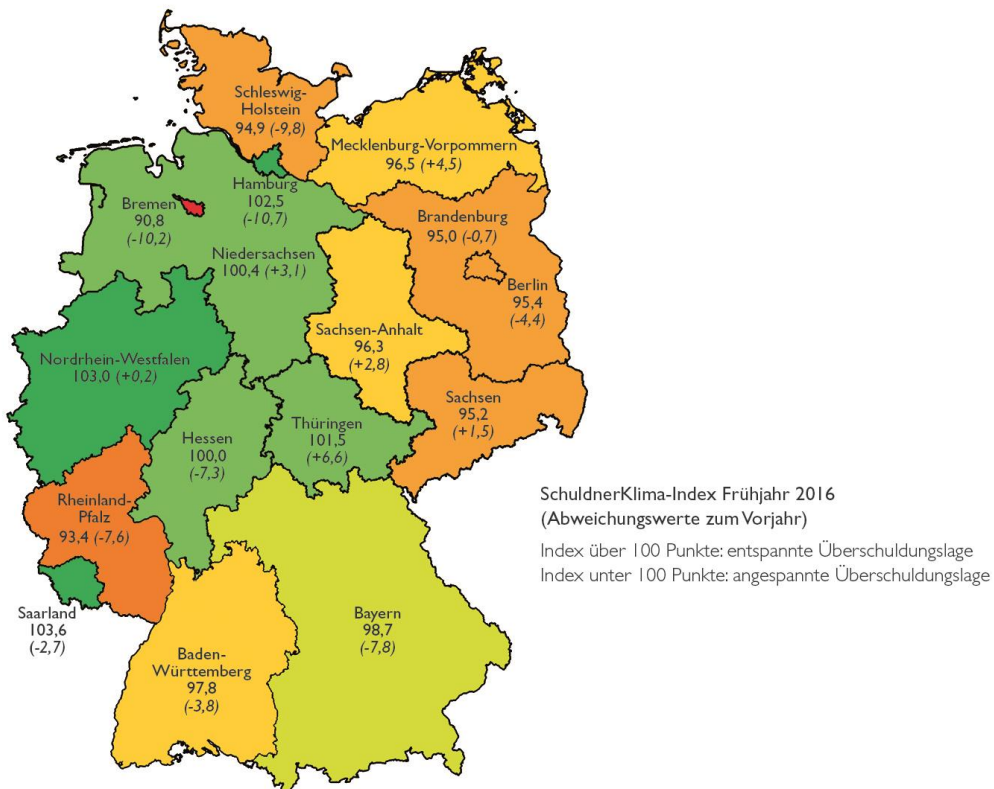 Schleswig-
Holstein
94,9 (-9,8)
Mecklenburg-Vorpommern
96,5 (+4,5)
Hamburg
102,5
(-10,7)
Bremen
90,8
(-10,2)
Brandenburg
95,0 (-0,7)
Niedersachsen
100,4 (+3,1)
Berlin
95,4
(-4,4)
Sachsen-Anhalt
96,3
(+2,8)
Nordrhein-Westfalen
103,0 (+0,2)
Sachsen
95,2
(+1,5)
Thüringen
101,5
(+6,6)
Hessen
100,0
(-7,3)
Rheinland-
Pfalz
93,4 (-7,6)
Saarland
103,6
(-2,7)
Bayern
98,7
(-7,8)
Baden-
Württemberg
97,8
(-3,8)
SchuldnerKlima-Index Frühjahr 2016
(Abweichungswerte zum Vorjahr)
Index über 100 Punkte: entspannte Überschuldungslage
Index unter 100 Punkte: angespannte Überschuldungslage